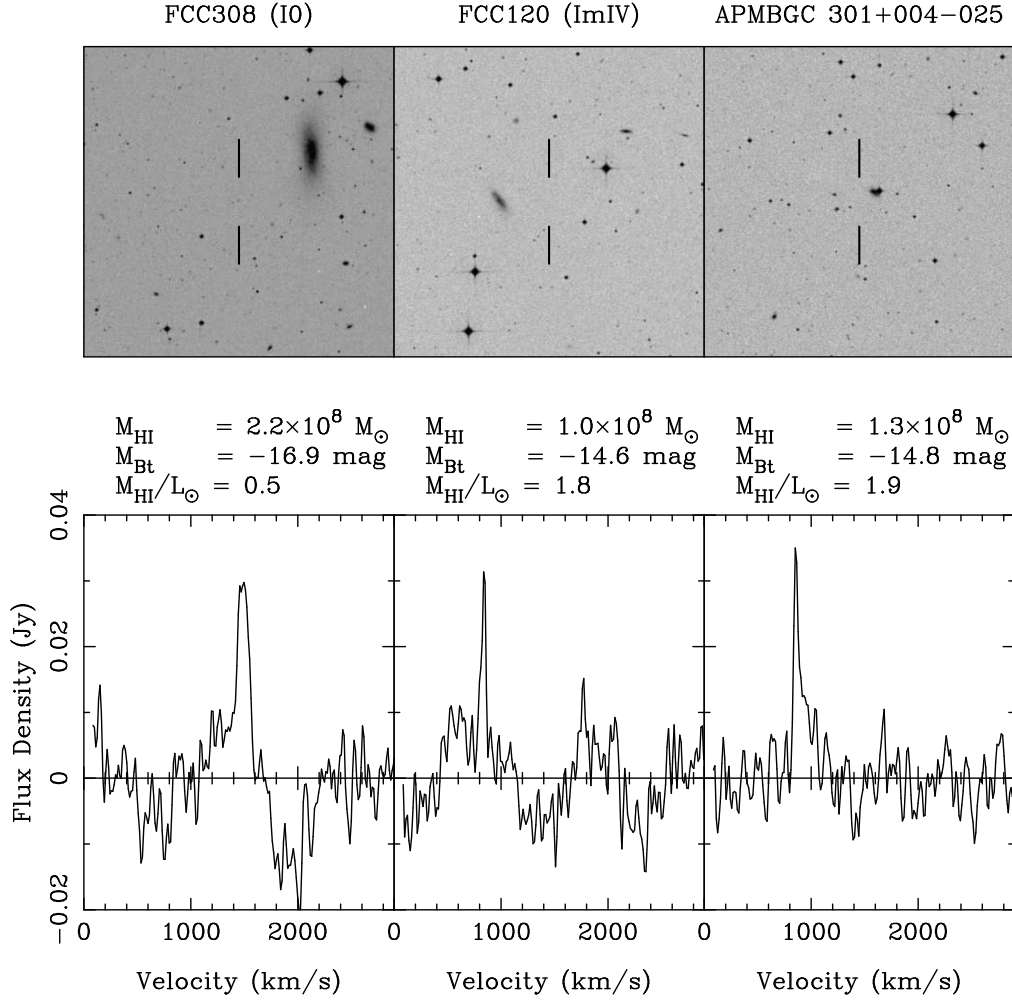 FCC308 (I0) FCC120 (ImIV) APMBGC 301+004−025
M_HI = 2.2×10^8 M_⊙ M_HI = 1.0×10^8 M_⊙ M_HI = 1.3×10^8 M_⊙
M_Bt = −16.9 mag M_Bt = −14.6 mag M_Bt = −14.8 mag
M_HI/L_⊙ = 0.5 M_HI/L_⊙ = 1.8 M_HI/L_⊙ = 1.9
0.04
0.02
0
−0.02
Flux Density (Jy)
0 1000 2000 0 1000 2000 0 1000 2000
Velocity (km/s) Velocity (km/s) Velocity (km/s)